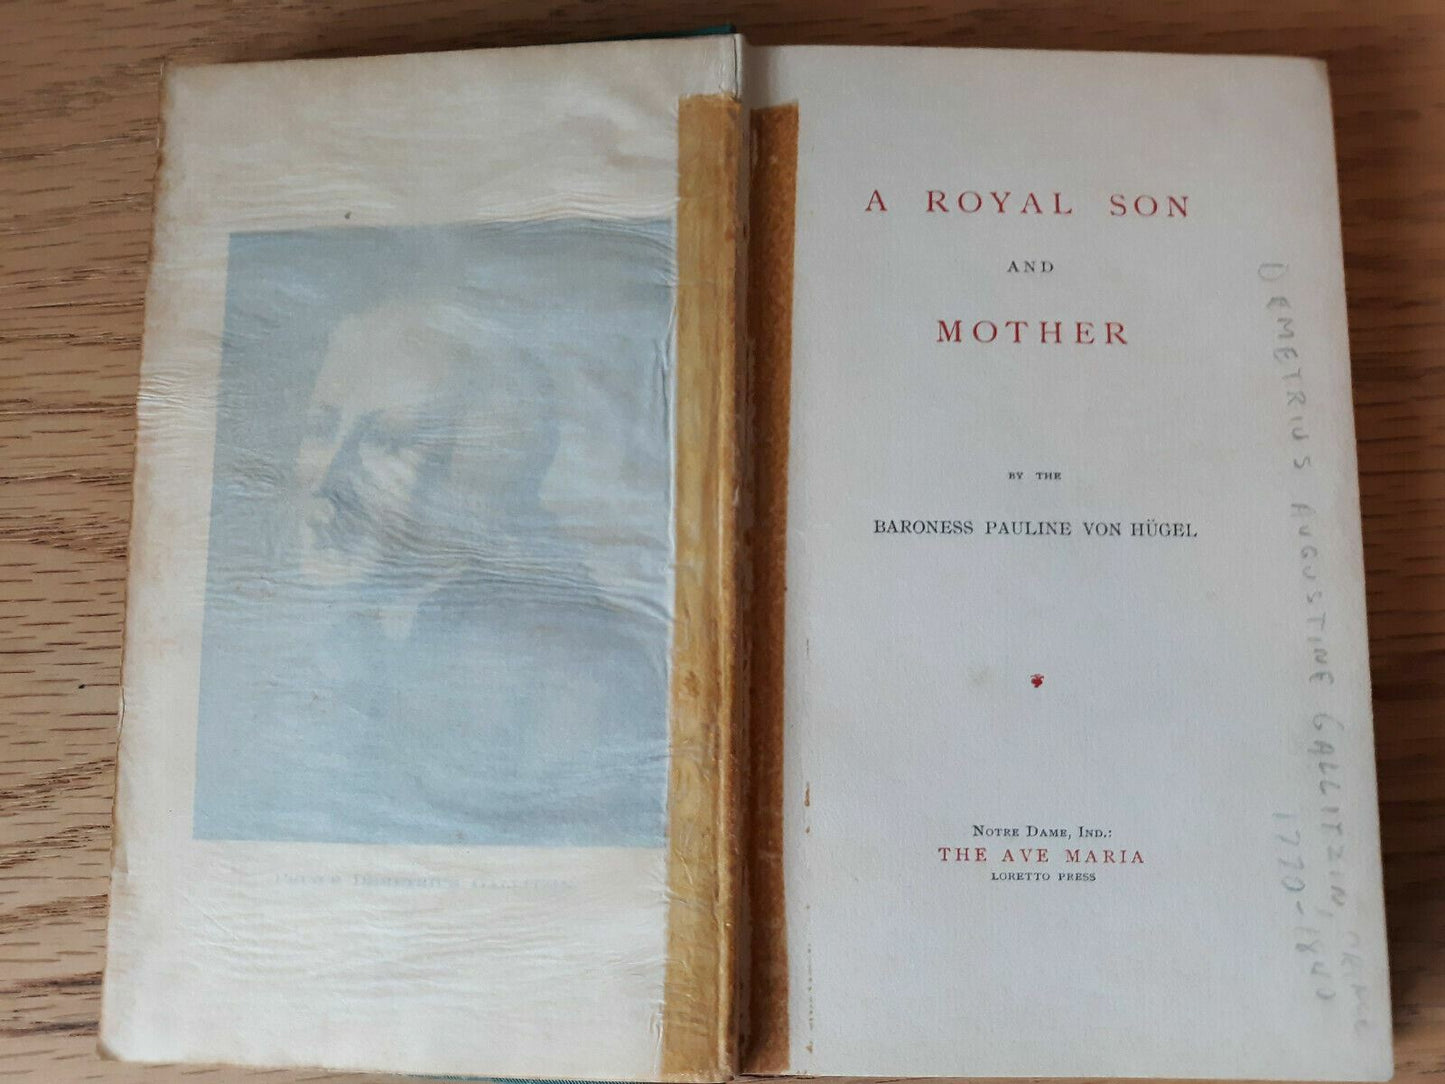 A ROYAL SON
AND
MOTHER
BY THE
BARONESS PAULINE VON HÜGEL
NOTRE DAME, IND.:
THE AVE MARIA
LORETTO PRESS
DEMETRIUS AUGUSTINE GALLITZIN,
1770-1840